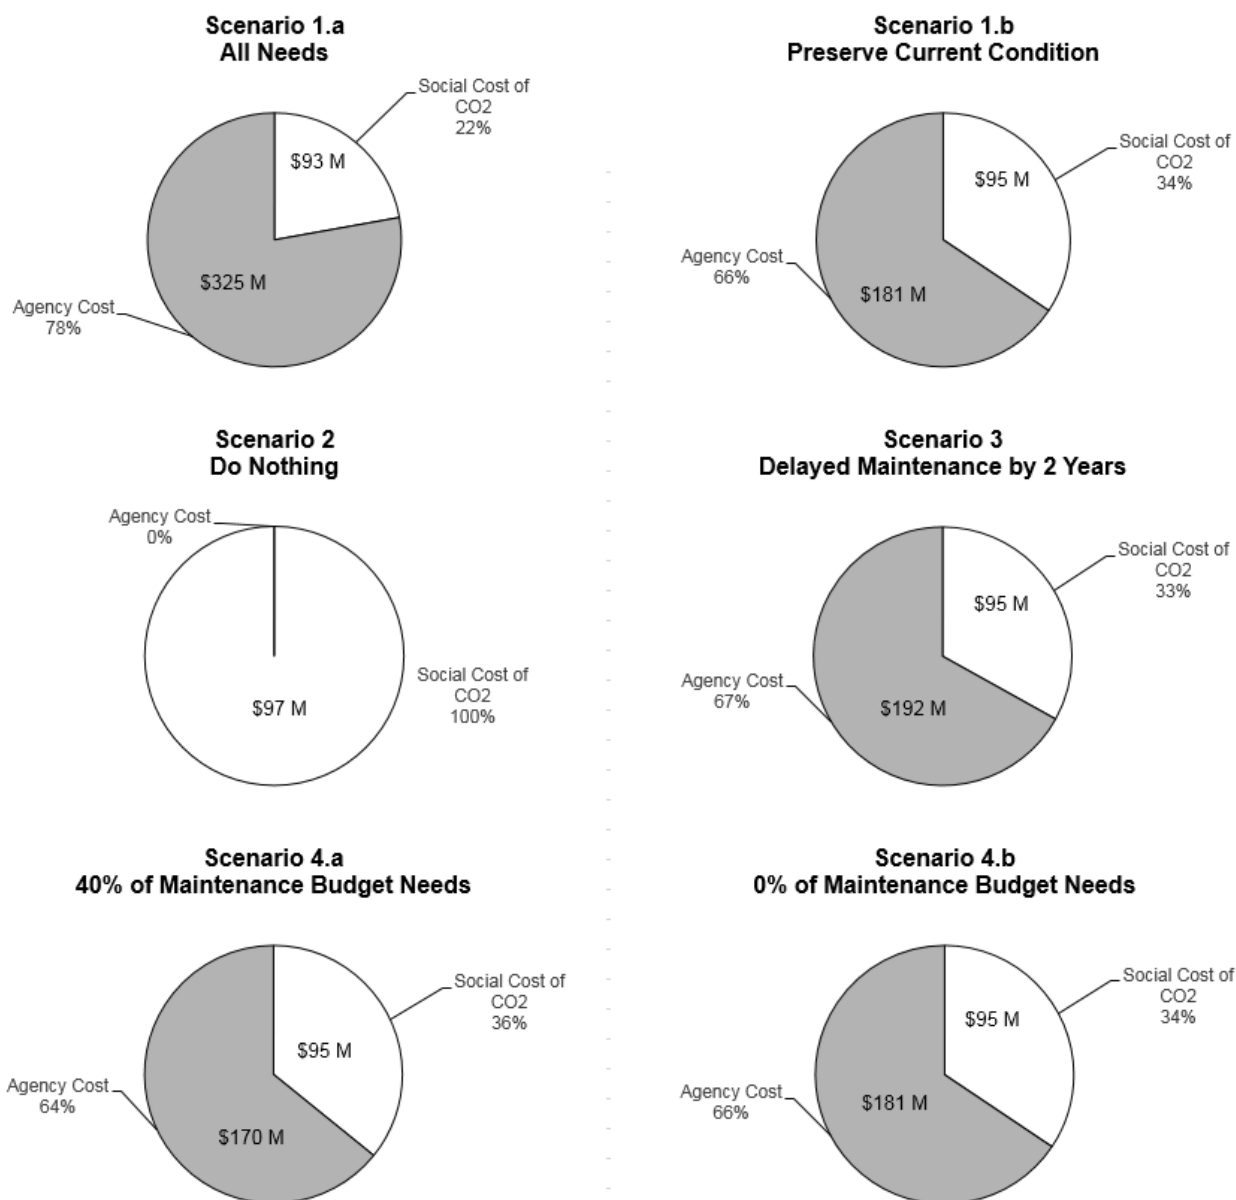 Scenario 1.a
All Needs
Social Cost of
CO2
22%
$93 M
$325 M
Agency Cost
78%
Scenario 1.b
Preserve Current Condition
Social Cost of
CO2
34%
$95 M
Agency Cost
66%
$181 M
Scenario 2
Do Nothing
Agency Cost
0%
Social Cost of
CO2
100%
$97 M
Scenario 3
Delayed Maintenance by 2 Years
Social Cost of
CO2
33%
$95 M
Agency Cost
67%
$192 M
Scenario 4.a
40% of Maintenance Budget Needs
Social Cost of
CO2
36%
$95 M
Agency Cost
64%
$170 M
Scenario 4.b
0% of Maintenance Budget Needs
Social Cost of
CO2
34%
$95 M
Agency Cost
66%
$181 M